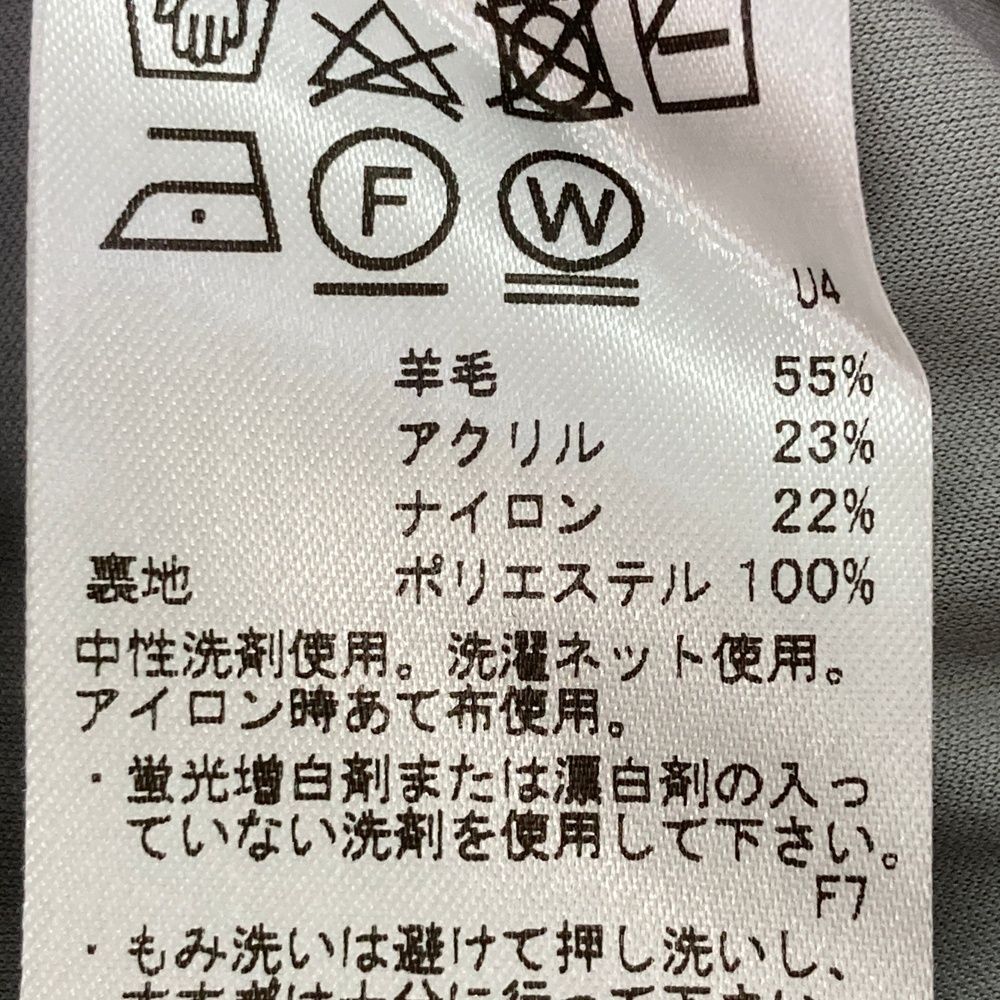 F W
U4
羊毛 55%
アクリル 23%
ナイロン 22%
裏地 ポリエステル 100%
中性洗剤使用。洗濯ネット使用。
アイロン時あて布使用。
・蛍光増白剤または漂白剤の入っ
ていない洗剤を使用して下さい。
F7
・もみ洗いは避けて押し洗いし、